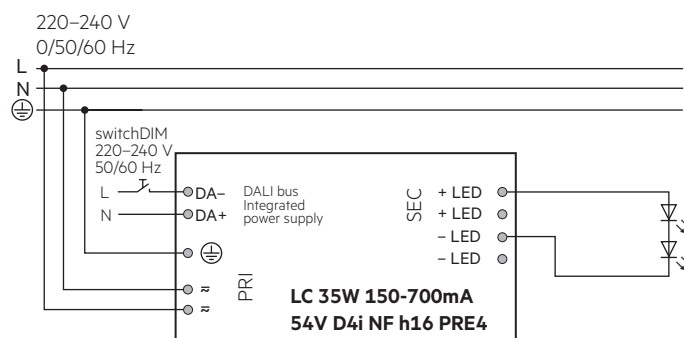 220–240 V
0/50/60 Hz
L
N
switchDIM
220–240 V
50/60 Hz
L
N
DA–
DA+
DALI bus
Integrated
power supply
PRI
≂
≂
SEC
+ LED
+ LED
– LED
– LED
LC 35W 150-700mA
54V D4i NF h16 PRE4